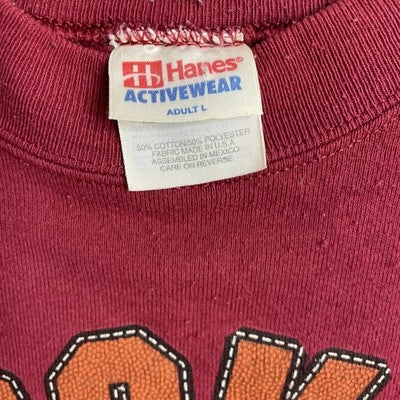 Hanes®
ACTIVEWEAR
ADULT L
50% COTTON/50% POLYESTER
FABRIC MADE IN U.S.A.
ASSEMBLED IN MEXICO
CARE ON REVERSE